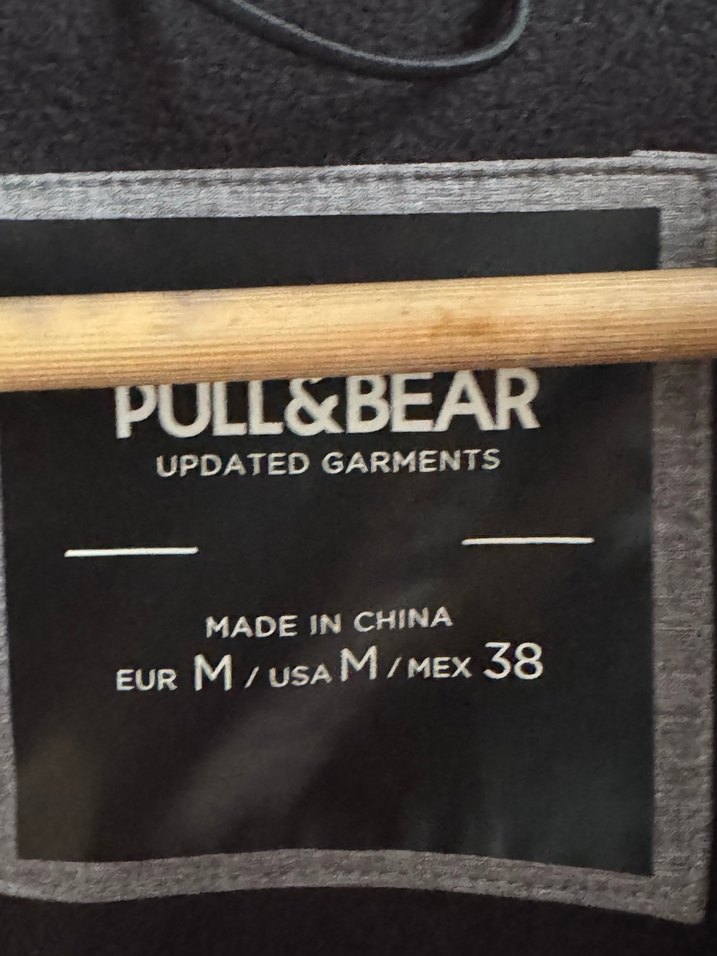 PULL&BEAR
UPDATED GARMENTS
MADE IN CHINA
EUR M / USA M / MEX 38